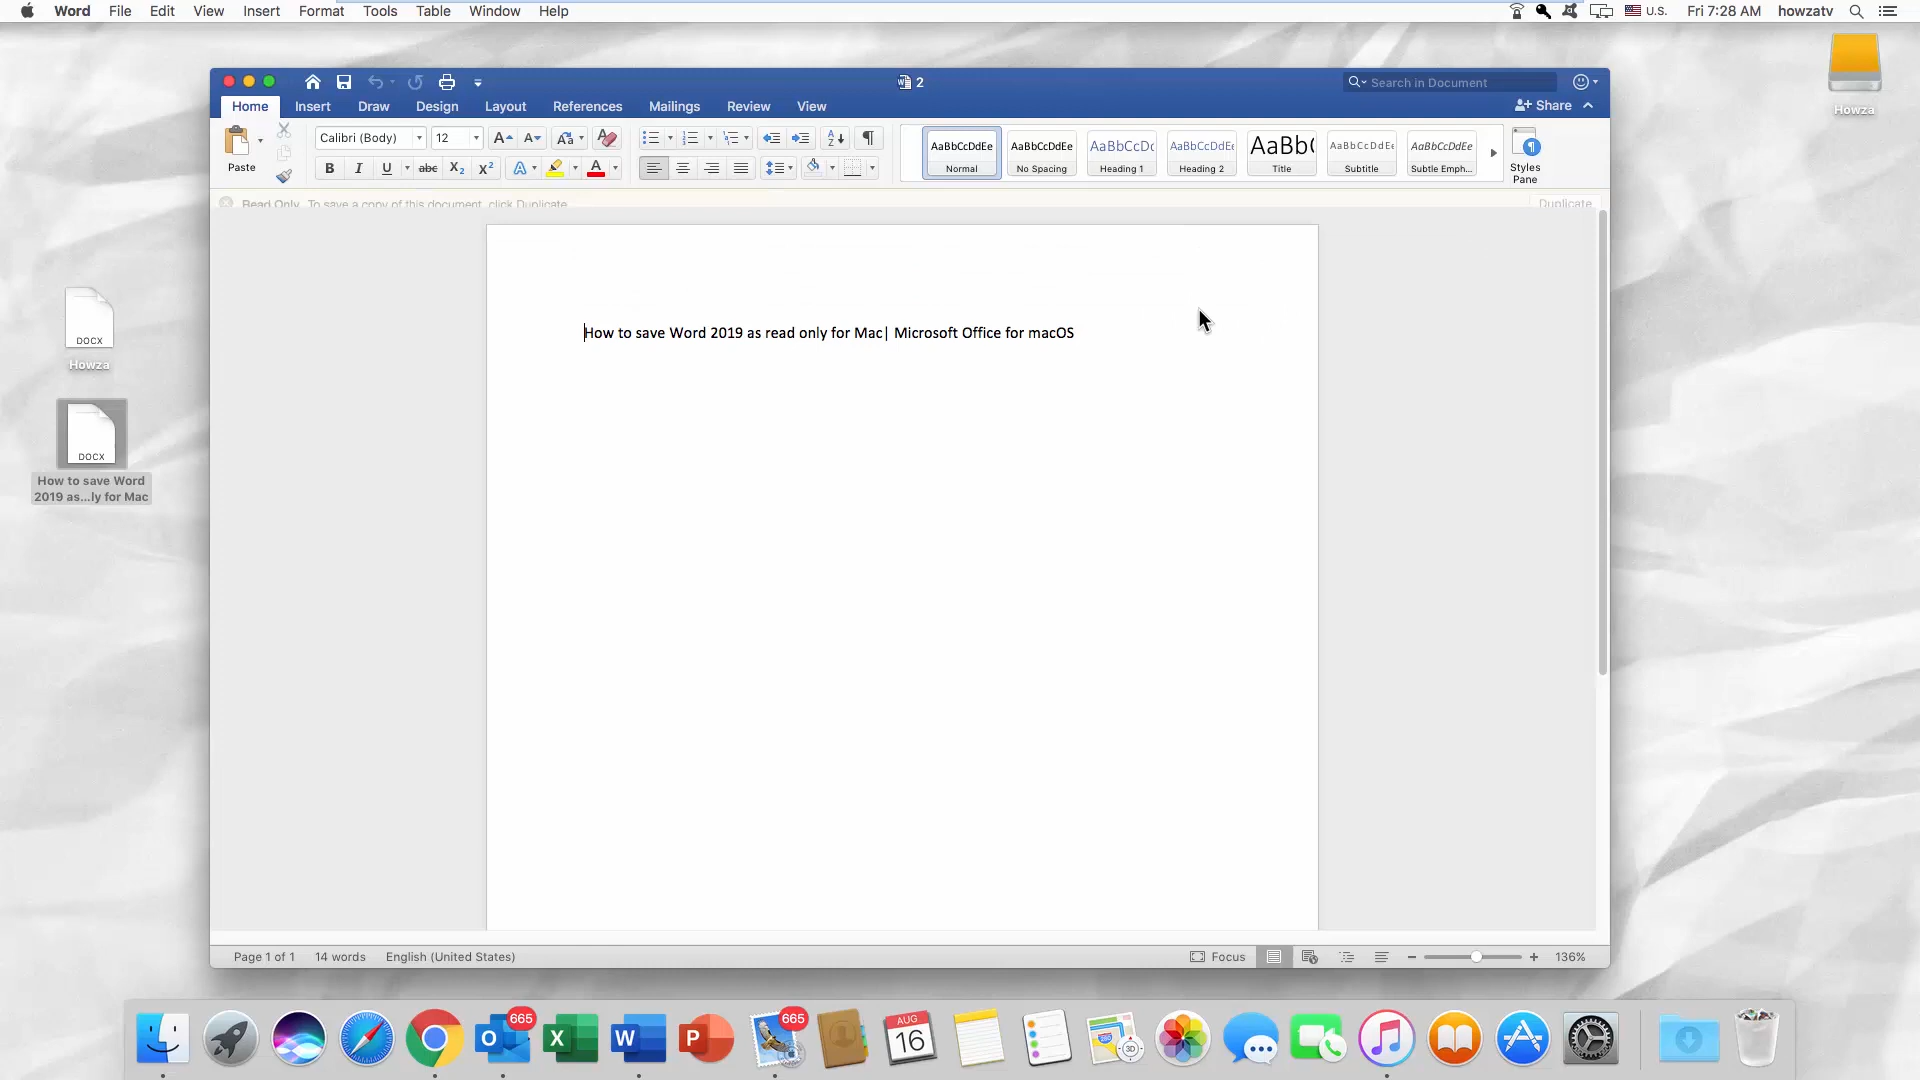 Word File Edit View Insert Format Tools Table Window Help
U.S. Fri 7:28 AM howzatv
2
Search in Document
Home Insert Draw Design Layout References Mailings Review View
Share
Paste
Calibri (Body) 12
AaBbCcDdEe AaBbCcDdEe AaBbCcDc AaBbCcDdEe AaBb( AaBbCcDdEe AaBbCcDdEe
Normal No Spacing Heading 1 Heading 2 Title Subtitle Subtle Emph...
Styles
Pane
Read Only To save a copy of this document, click Duplicate.
Duplicate
How to save Word 2019 as read only for Mac| Microsoft Office for macOS
DOCX
Howza
DOCX
How to save Word
2019 as...ly for Mac
Howza
Page 1 of 1 14 words English (United States)
Focus
136%
665
665
AUG
16
3D